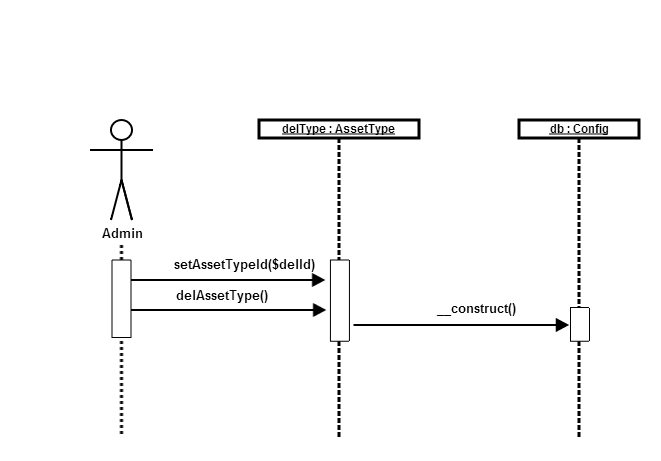 delType : AssetType
db : Config
Admin
setAssetTypeId($delId)
delAssetType()
__construct()